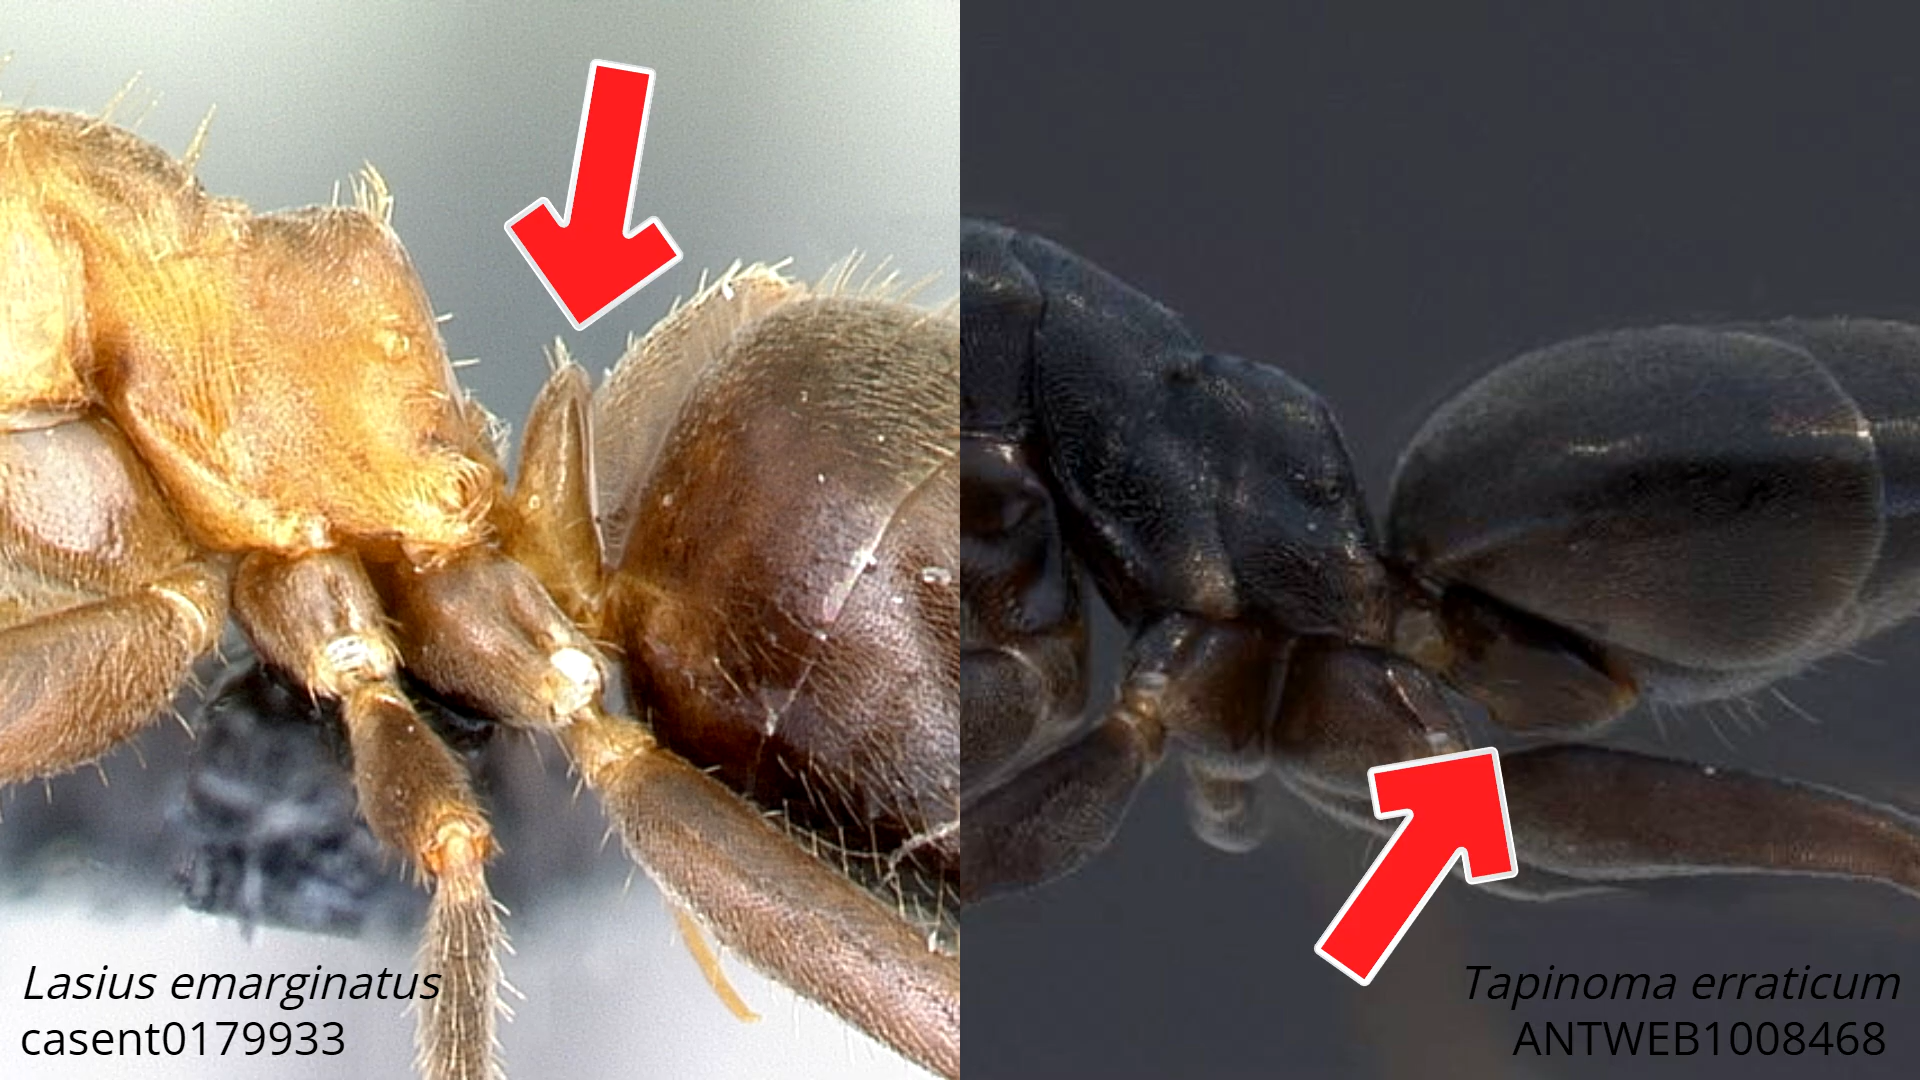 Lasius emarginatus
casent0179933
Tapinoma erraticum
ANTWEB1008468